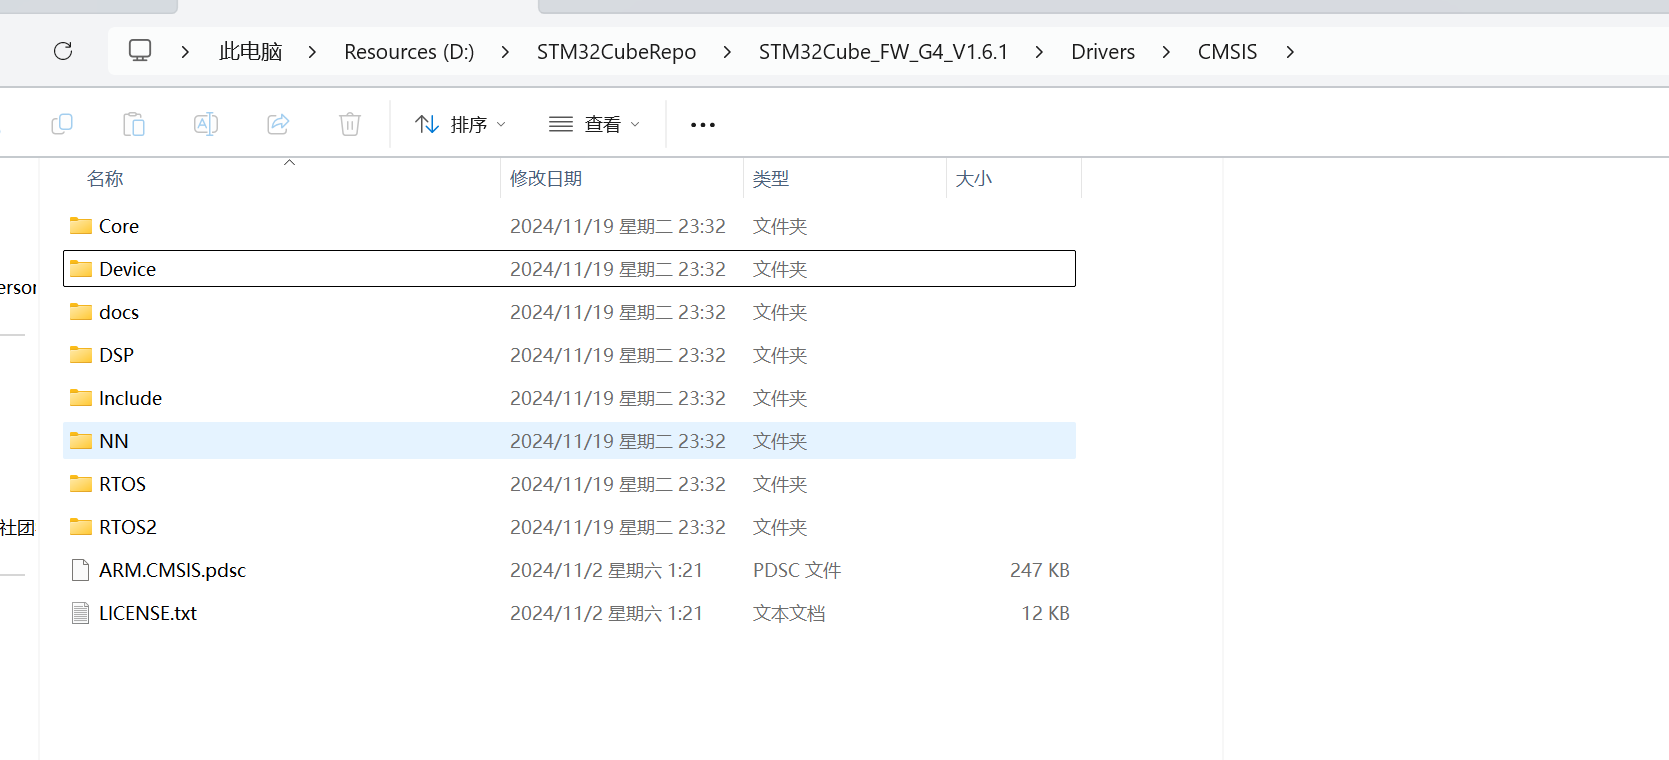 此电脑 > Resources (D:) > STM32CubeRepo > STM32Cube_FW_G4_V1.6.1 > Drivers > CMSIS >
排序 查看
名称 修改日期 类型 大小
Core 2024/11/19 星期二 23:32 文件夹
Device 2024/11/19 星期二 23:32 文件夹
erson
docs 2024/11/19 星期二 23:32 文件夹
DSP 2024/11/19 星期二 23:32 文件夹
Include 2024/11/19 星期二 23:32 文件夹
NN 2024/11/19 星期二 23:32 文件夹
RTOS 2024/11/19 星期二 23:32 文件夹
社团
RTOS2 2024/11/19 星期二 23:32 文件夹
ARM.CMSIS.pdsc 2024/11/2 星期六 1:21 PDSC 文件 247 KB
LICENSE.txt 2024/11/2 星期六 1:21 文本文档 12 KB